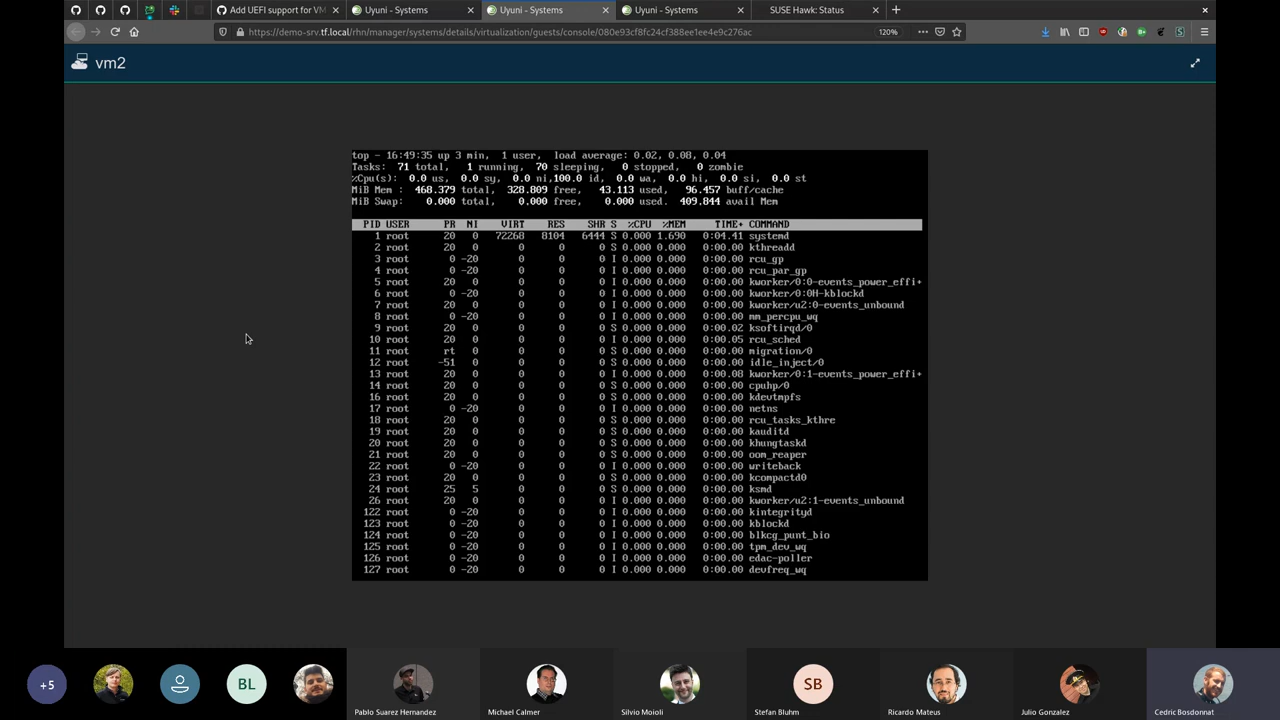 Add UEFI support for VM
Uyuni - Systems
Uyuni - Systems
Uyuni - Systems
SUSE Hawk: Status
https://demo-srv.tf.local/rhn/manager/systems/details/virtualization/guests/console/080e93cf8fc24cf388ee1ee4e9c276ac
120%
vm2
top - 16:49:35 up 3 min, 1 user, load average: 0.02, 0.08, 0.04
Tasks: 71 total, 1 running, 70 sleeping, 0 stopped, 0 zombie
%Cpu(s): 0.0 us, 0.0 sy, 0.0 ni,100.0 id, 0.0 wa, 0.0 hi, 0.0 si, 0.0 st
MiB Mem : 468.379 total, 328.809 free, 43.113 used, 96.457 buff/cache
MiB Swap: 0.000 total, 0.000 free, 0.000 used. 409.844 avail Mem
PID USER PR NI VIRT RES SHR S %CPU %MEM TIME+ COMMAND
1 root 20 0 72268 8104 6444 S 0.000 1.690 0:04.41 systemd
2 root 20 0 0 0 0 S 0.000 0.000 0:00.00 kthreadd
3 root 0 -20 0 0 0 I 0.000 0.000 0:00.00 rcu_gp
4 root 0 -20 0 0 0 I 0.000 0.000 0:00.00 rcu_par_gp
5 root 20 0 0 0 0 I 0.000 0.000 0:00.00 kworker/0:0-events_power_effi+
6 root 0 -20 0 0 0 I 0.000 0.000 0:00.00 kworker/0:0H-kblockd
7 root 20 0 0 0 0 I 0.000 0.000 0:00.00 kworker/u2:0-events_unbound
8 root 0 -20 0 0 0 I 0.000 0.000 0:00.00 mm_percpu_wq
9 root 20 0 0 0 0 S 0.000 0.000 0:00.02 ksoftirqd/0
10 root 20 0 0 0 0 I 0.000 0.000 0:00.05 rcu_sched
11 root rt 0 0 0 0 S 0.000 0.000 0:00.00 migration/0
12 root -51 0 0 0 0 S 0.000 0.000 0:00.00 idle_inject/0
13 root 20 0 0 0 0 I 0.000 0.000 0:00.08 kworker/0:1-events_power_effi+
14 root 20 0 0 0 0 S 0.000 0.000 0:00.00 cpuhp/0
16 root 20 0 0 0 0 S 0.000 0.000 0:00.00 kdevtmpfs
17 root 0 -20 0 0 0 I 0.000 0.000 0:00.00 netns
18 root 20 0 0 0 0 S 0.000 0.000 0:00.00 rcu_tasks_kthre
19 root 20 0 0 0 0 S 0.000 0.000 0:00.00 kauditd
20 root 20 0 0 0 0 S 0.000 0.000 0:00.00 khungtaskd
21 root 20 0 0 0 0 S 0.000 0.000 0:00.00 oom_reaper
22 root 0 -20 0 0 0 I 0.000 0.000 0:00.00 writeback
23 root 20 0 0 0 0 S 0.000 0.000 0:00.00 kcompactd0
24 root 25 5 0 0 0 S 0.000 0.000 0:00.00 ksmd
26 root 20 0 0 0 0 I 0.000 0.000 0:00.00 kworker/u2:1-events_unbound
122 root 0 -20 0 0 0 I 0.000 0.000 0:00.00 kintegrityd
123 root 0 -20 0 0 0 I 0.000 0.000 0:00.00 kblockd
124 root 0 -20 0 0 0 I 0.000 0.000 0:00.00 blkcg_punt_bio
125 root 0 -20 0 0 0 I 0.000 0.000 0:00.00 tpm_dev_wq
126 root 0 -20 0 0 0 I 0.000 0.000 0:00.00 edac-poller
127 root 0 -20 0 0 0 I 0.000 0.000 0:00.00 devfreq_wq
+5
BL
SB
Pablo Suarez Hernandez
Michael Calmer
Silvio Moioli
Stefan Bluhm
Ricardo Mateus
Julio Gonzalez
Cedric Bosdonnat